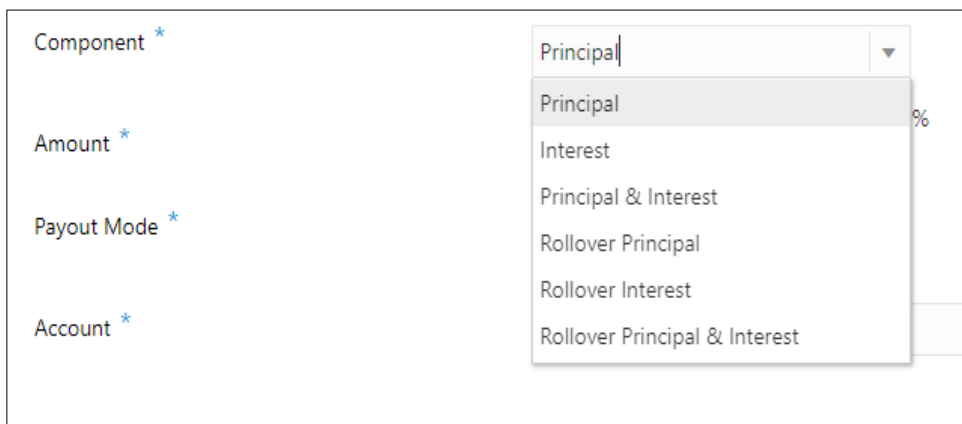 Component *
Principal
Principal
%
Amount *
Interest
Principal & Interest
Payout Mode *
Rollover Principal
Rollover Interest
Account *
Rollover Principal & Interest